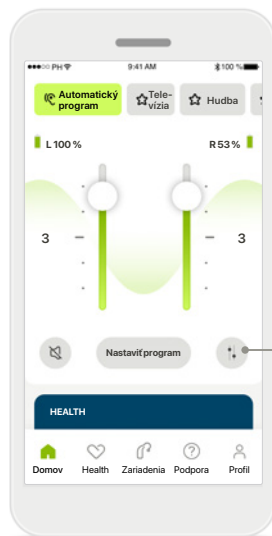 PH 9:41 AM 100 %
Automatický
program
Tele-
vízia
Hudba
L 100 %
R 53 %
3
3
Nastaviť program
HEALTH
Domov
Health
Zariadenia
Podpora
Profil